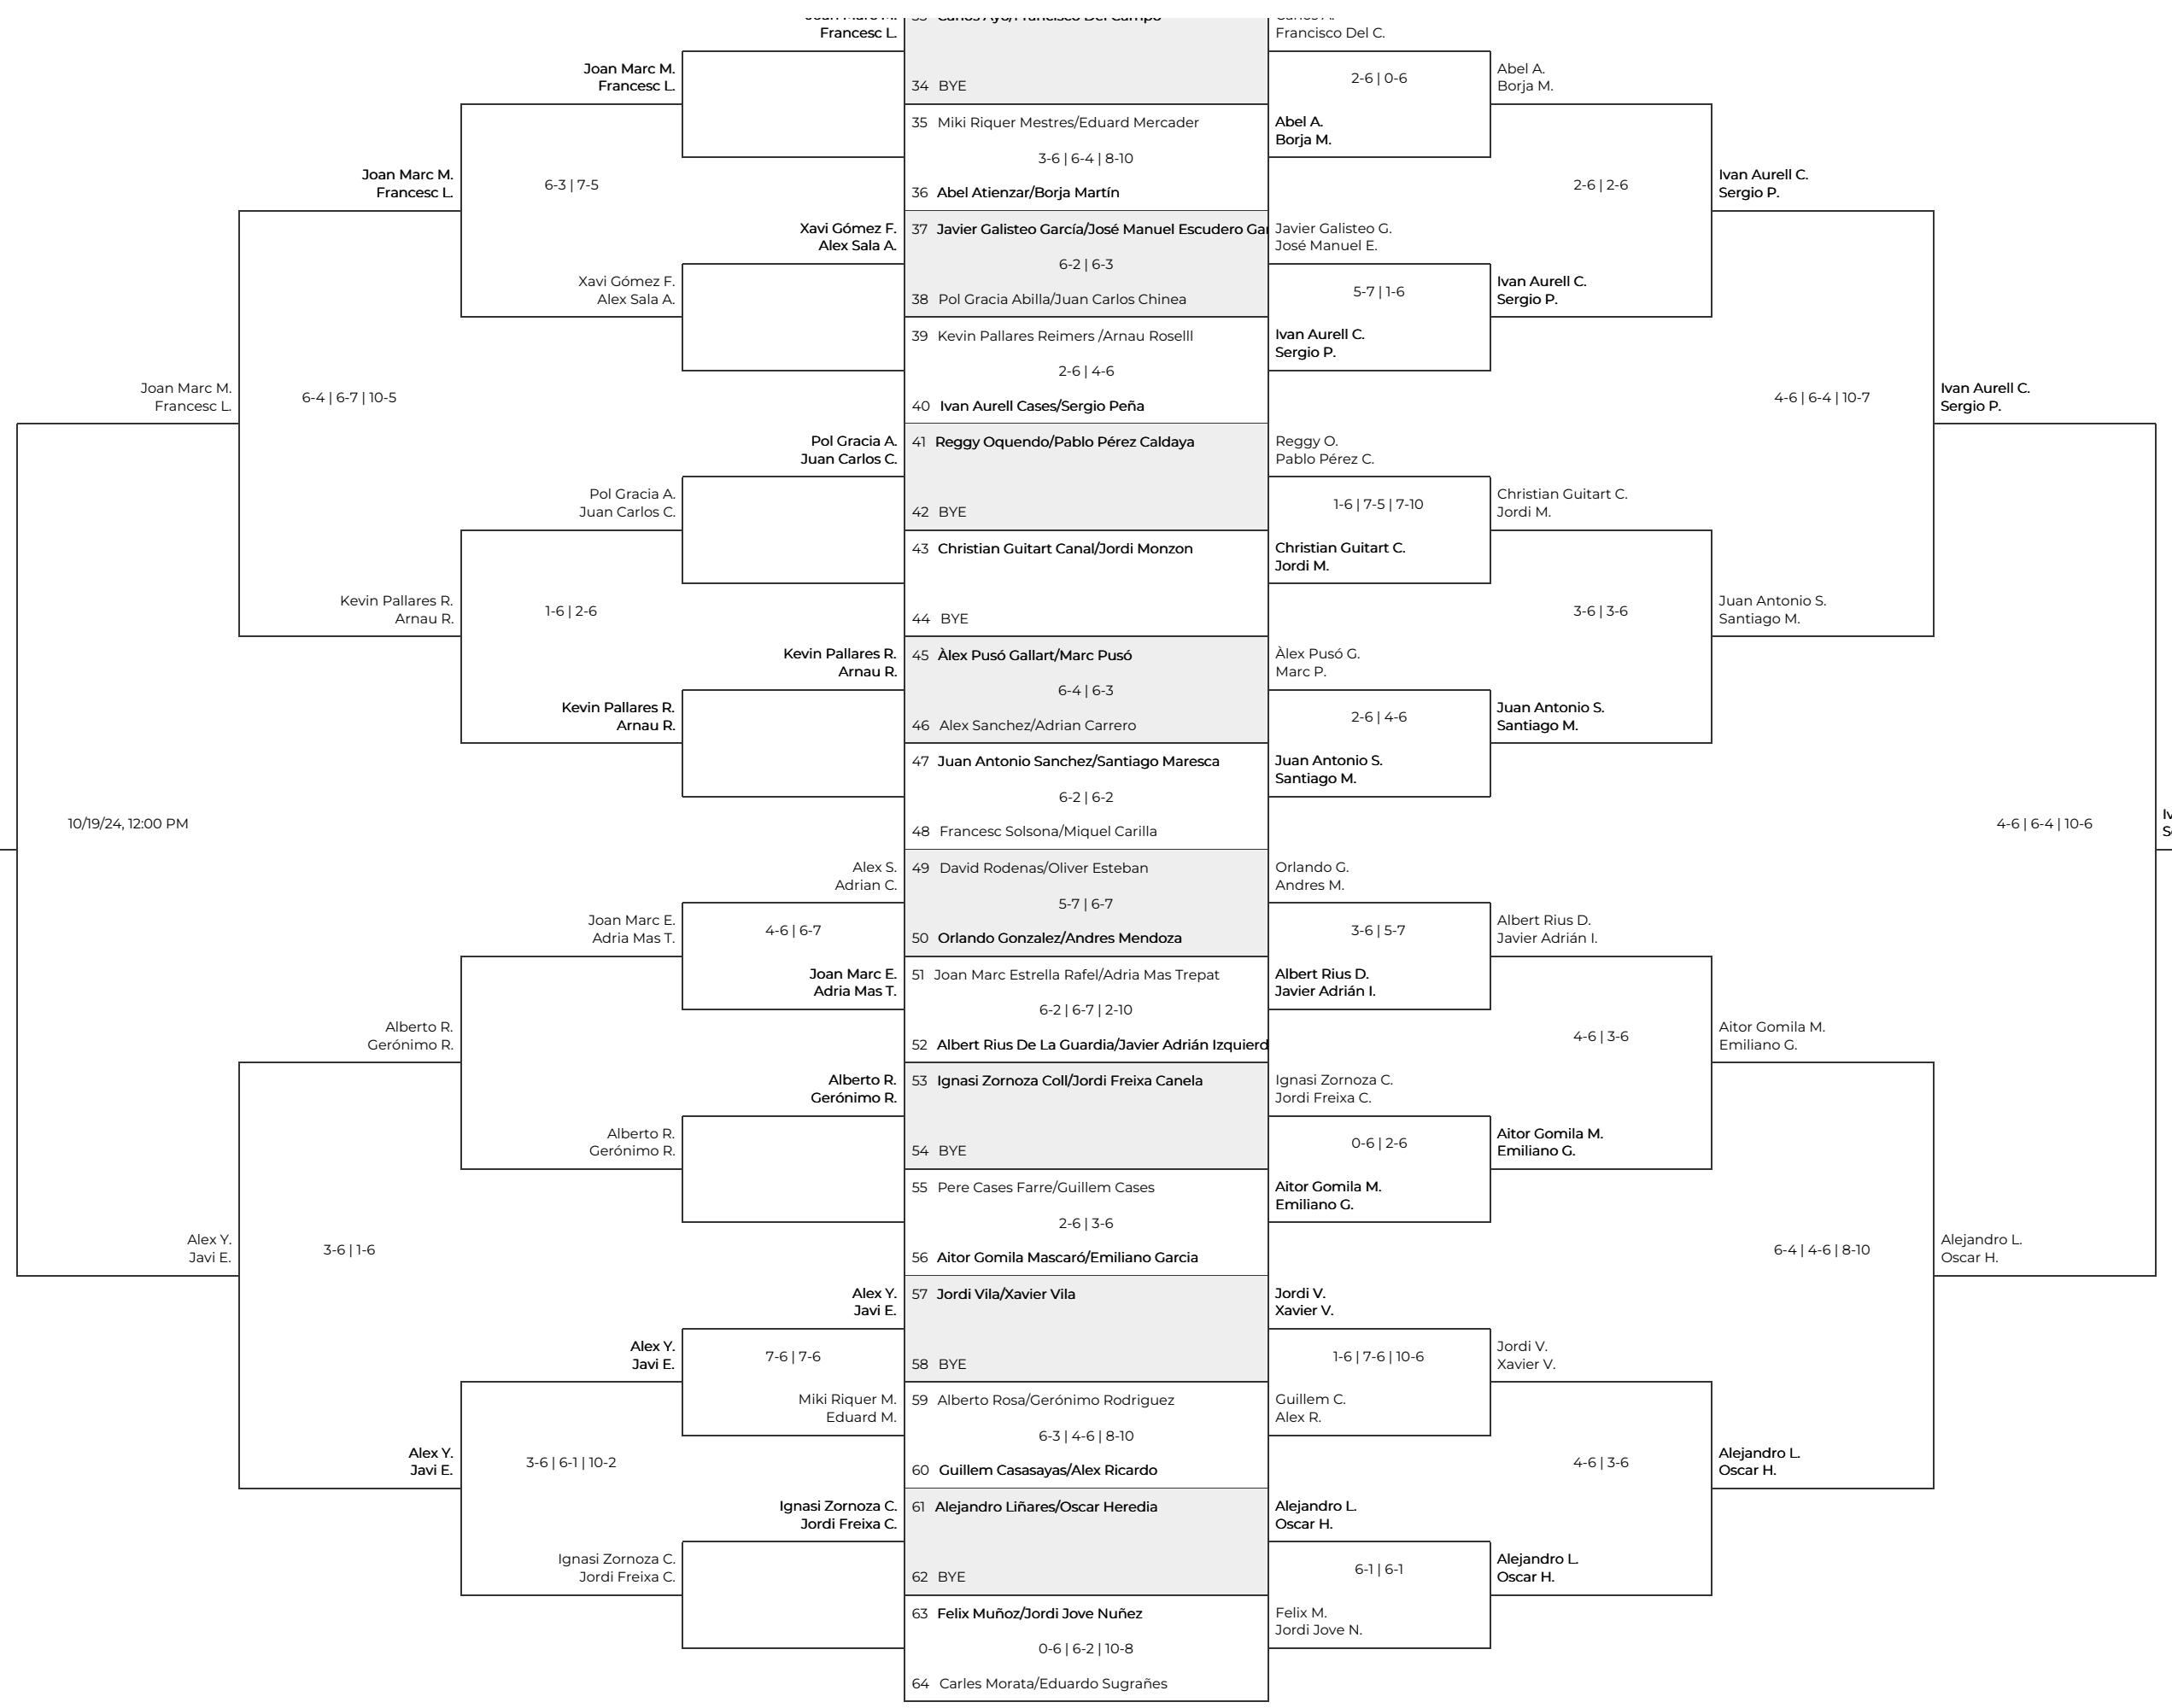 Francesc L.
Francisco Del C.
Joan Marc M.
Francesc L.
34 BYE
2-6 | 0-6
Abel A.
Borja M.
35 Miki Riquer Mestres/Eduard Mercader
Abel A.
Borja M.
3-6 | 6-4 | 8-10
Joan Marc M.
Francesc L.
6-3 | 7-5
36 Abel Atienzar/Borja Martín
2-6 | 2-6
Ivan Aurell C.
Sergio P.
Xavi Gómez F.
Alex Sala A.
37 Javier Galisteo García/José Manuel Escudero Gar
Javier Galisteo G.
José Manuel E.
6-2 | 6-3
Xavi Gómez F.
Alex Sala A.
38 Pol Gracia Abilla/Juan Carlos Chinea
5-7 | 1-6
Ivan Aurell C.
Sergio P.
39 Kevin Pallares Reimers /Arnau Roselll
Ivan Aurell C.
Sergio P.
2-6 | 4-6
Joan Marc M.
Francesc L.
6-4 | 6-7 | 10-5
40 Ivan Aurell Cases/Sergio Peña
4-6 | 6-4 | 10-7
Ivan Aurell C.
Sergio P.
Pol Gracia A.
Juan Carlos C.
41 Reggy Oquendo/Pablo Pérez Caldaya
Reggy O.
Pablo Pérez C.
Pol Gracia A.
Juan Carlos C.
42 BYE
1-6 | 7-5 | 7-10
Christian Guitart C.
Jordi M.
43 Christian Guitart Canal/Jordi Monzon
Christian Guitart C.
Jordi M.
Kevin Pallares R.
Arnau R.
1-6 | 2-6
44 BYE
3-6 | 3-6
Juan Antonio S.
Santiago M.
Kevin Pallares R.
Arnau R.
45 Àlex Pusó Gallart/Marc Pusó
Àlex Pusó G.
Marc P.
6-4 | 6-3
Kevin Pallares R.
Arnau R.
46 Alex Sanchez/Adrian Carrero
2-6 | 4-6
Juan Antonio S.
Santiago M.
47 Juan Antonio Sanchez/Santiago Maresca
Juan Antonio S.
Santiago M.
6-2 | 6-2
10/19/24, 12:00 PM
48 Francesc Solsona/Miquel Carilla
4-6 | 6-4 | 10-6
Alex S.
Adrian C.
49 David Rodenas/Oliver Esteban
Orlando G.
Andres M.
5-7 | 6-7
Joan Marc E.
Adria Mas T.
4-6 | 6-7
50 Orlando Gonzalez/Andres Mendoza
3-6 | 5-7
Albert Rius D.
Javier Adrián I.
Joan Marc E.
Adria Mas T.
51 Joan Marc Estrella Rafel/Adria Mas Trepat
Albert Rius D.
Javier Adrián I.
6-2 | 6-7 | 2-10
Alberto R.
Gerónimo R.
52 Albert Rius De La Guardia/Javier Adrián Izquierd
4-6 | 3-6
Aitor Gomila M.
Emiliano G.
Alberto R.
Gerónimo R.
53 Ignasi Zornoza Coll/Jordi Freixa Canela
Ignasi Zornoza C.
Jordi Freixa C.
Alberto R.
Gerónimo R.
54 BYE
0-6 | 2-6
Aitor Gomila M.
Emiliano G.
55 Pere Cases Farre/Guillem Cases
Aitor Gomila M.
Emiliano G.
2-6 | 3-6
Alex Y.
Javi E.
3-6 | 1-6
56 Aitor Gomila Mascaró/Emiliano Garcia
6-4 | 4-6 | 8-10
Alejandro L.
Oscar H.
Alex Y.
Javi E.
57 Jordi Vila/Xavier Vila
Jordi V.
Xavier V.
Alex Y.
Javi E.
7-6 | 7-6
58 BYE
1-6 | 7-6 | 10-6
Jordi V.
Xavier V.
Miki Riquer M.
Eduard M.
59 Alberto Rosa/Gerónimo Rodriguez
Guillem C.
Alex R.
6-3 | 4-6 | 8-10
Alex Y.
Javi E.
3-6 | 6-1 | 10-2
60 Guillem Casasayas/Alex Ricardo
4-6 | 3-6
Alejandro L.
Oscar H.
Ignasi Zornoza C.
Jordi Freixa C.
61 Alejandro Liñares/Oscar Heredia
Alejandro L.
Oscar H.
Ignasi Zornoza C.
Jordi Freixa C.
62 BYE
6-1 | 6-1
Alejandro L.
Oscar H.
63 Felix Muñoz/Jordi Jove Nuñez
Felix M.
Jordi Jove N.
0-6 | 6-2 | 10-8
64 Carles Morata/Eduardo Sugrañes